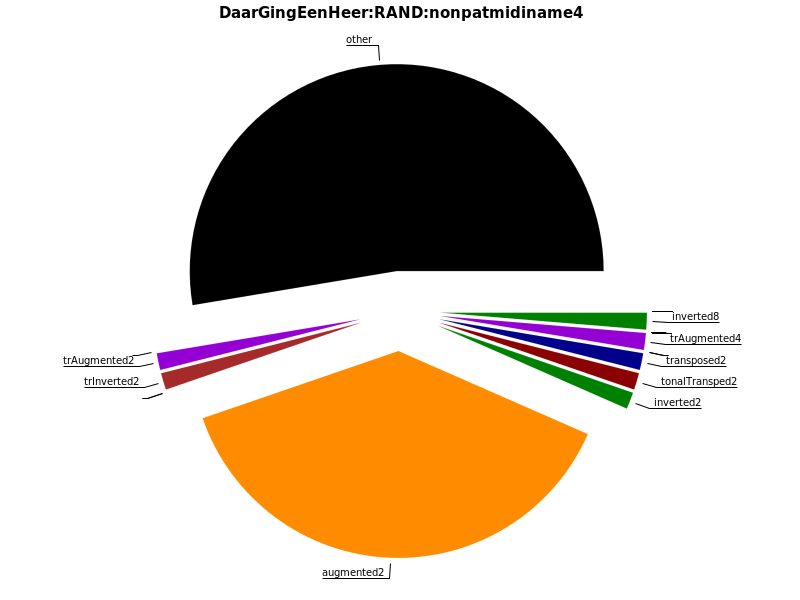 DaarGingEenHeer:RAND:nonpatmidiname4
other
inverted8
trAugmented4
trAugmented2
transposed2
trInverted2
tonalTransped2
inverted2
augmented2